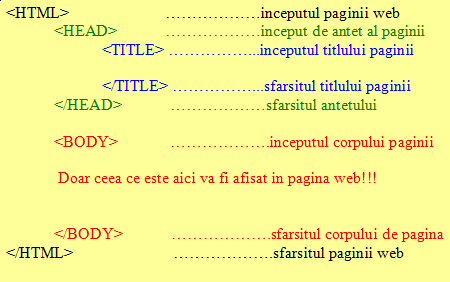 <HTML> ………………….inceputul paginii web
<HEAD> ………………….inceput de antet al paginii
<TITLE> ……………...inceputul titlului paginii
</TITLE> ……………...sfarsitul titlului paginii
</HEAD> ……………….sfarsitul antetului
<BODY> ……………….inceputul corpului paginii
Doar ceea ce este aici va fi afisat in pagina web!!!
</BODY> ……………….sfarsitul corpului de pagina
</HTML> ……………….sfarsitul paginii web